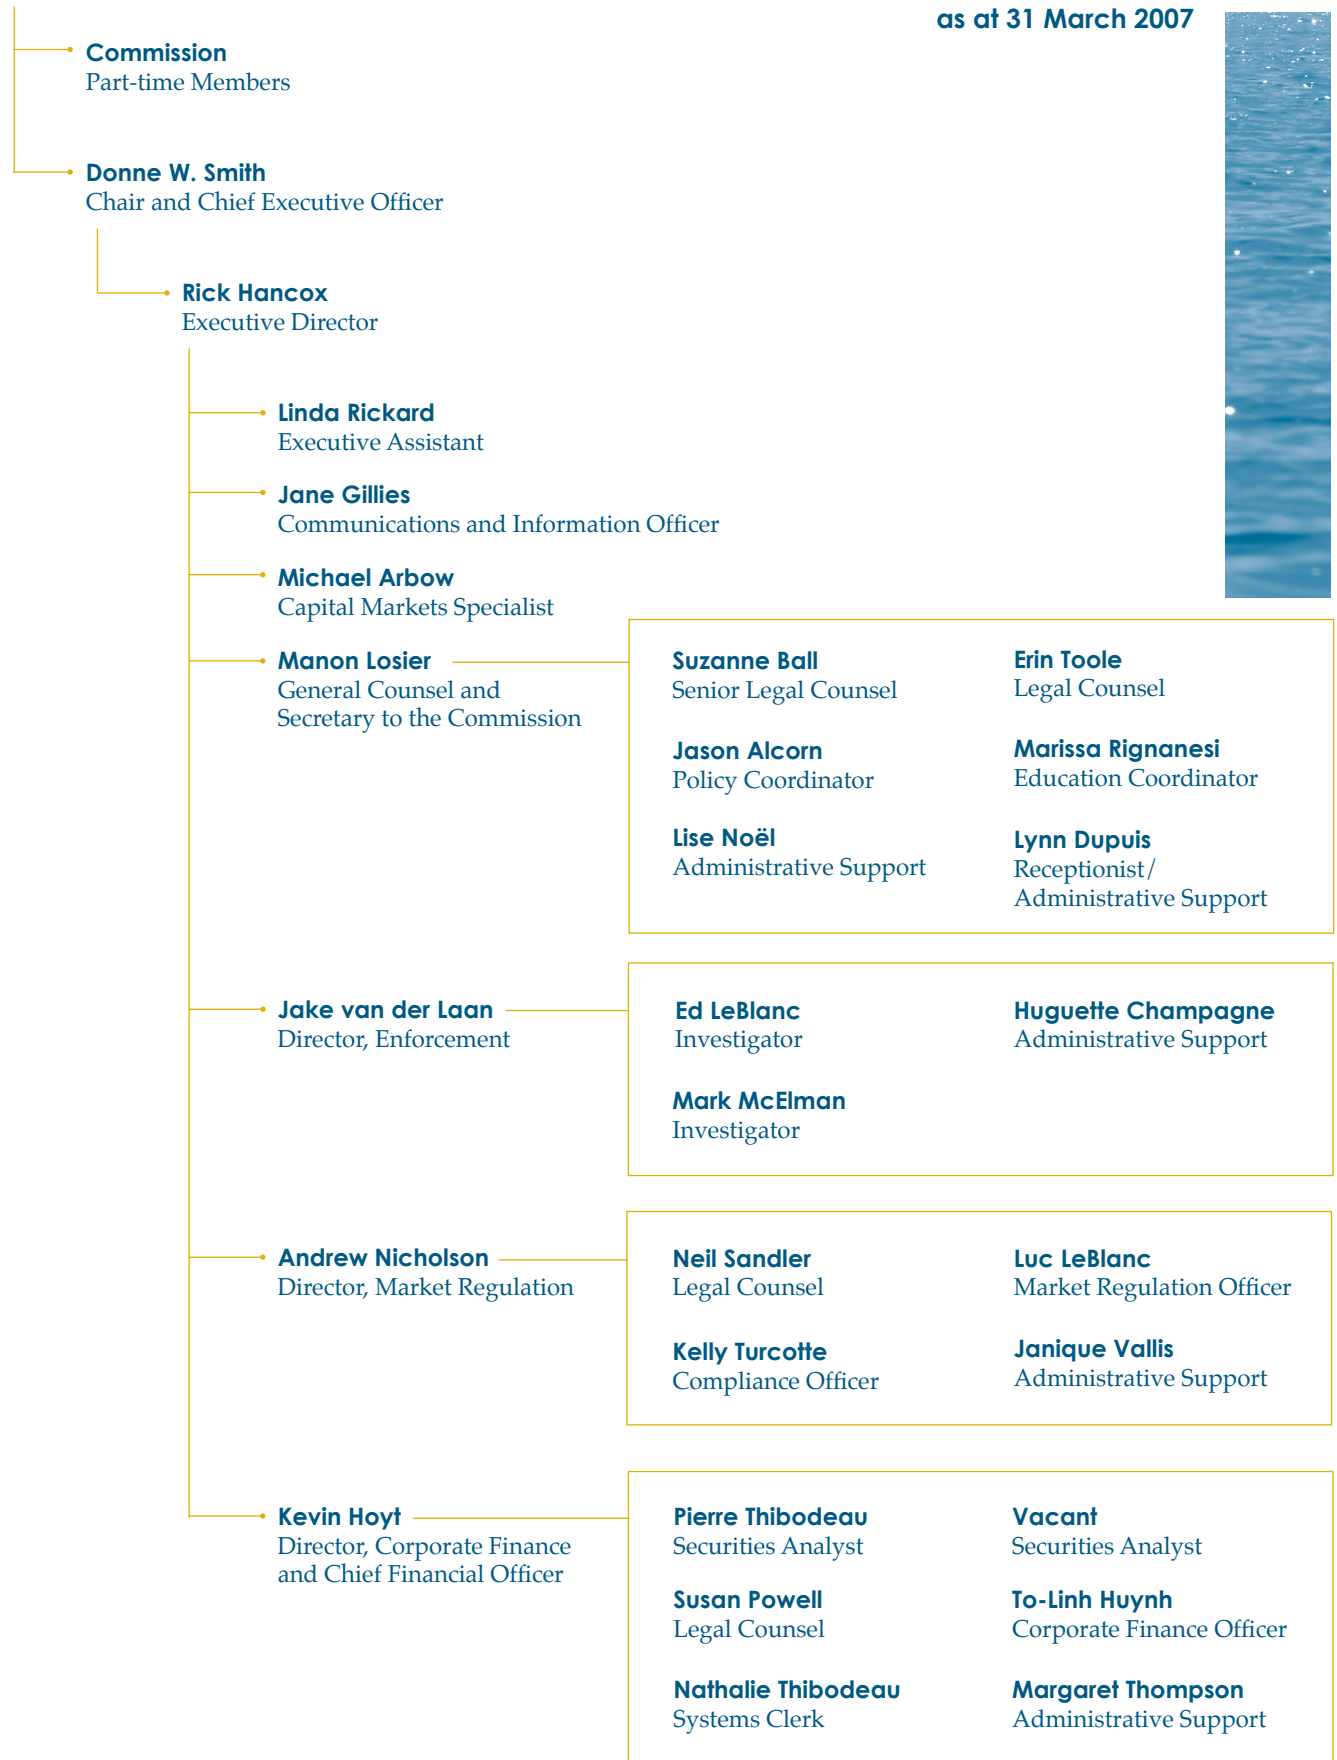 as at 31 March 2007
Commission
Part-time Members
Donne W. Smith
Chair and Chief Executive Officer
Rick Hancox
Executive Director
Linda Rickard
Executive Assistant
Jane Gillies
Communications and Information Officer
Michael Arbow
Capital Markets Specialist
Manon Losier
General Counsel and
Secretary to the Commission
Suzanne Ball
Senior Legal Counsel
Erin Toole
Legal Counsel
Jason Alcorn
Policy Coordinator
Marissa Rignanesi
Education Coordinator
Lise Noël
Administrative Support
Lynn Dupuis
Receptionist/
Administrative Support
Jake van der Laan
Director, Enforcement
Ed LeBlanc
Investigator
Huguette Champagne
Administrative Support
Mark McElman
Investigator
Andrew Nicholson
Director, Market Regulation
Neil Sandler
Legal Counsel
Luc LeBlanc
Market Regulation Officer
Kelly Turcotte
Compliance Officer
Janique Vallis
Administrative Support
Kevin Hoyt
Director, Corporate Finance
and Chief Financial Officer
Pierre Thibodeau
Securities Analyst
Vacant
Securities Analyst
Susan Powell
Legal Counsel
To-Linh Huynh
Corporate Finance Officer
Nathalie Thibodeau
Systems Clerk
Margaret Thompson
Administrative Support